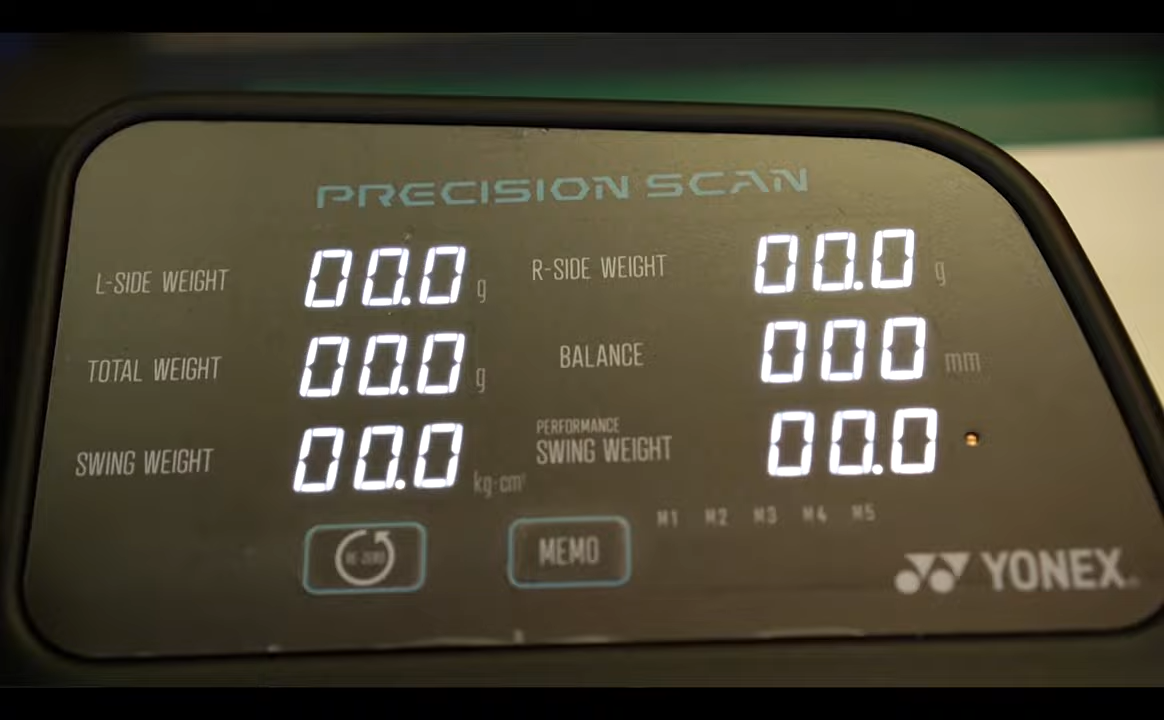 PRECISION SCAN
L-SIDE WEIGHT 00.0 g R-SIDE WEIGHT 00.0 g
TOTAL WEIGHT 00.0 g BALANCE 000 mm
SWING WEIGHT 00.0 kg·cm² PERFORMANCE SWING WEIGHT 00.0
RE-ZERO MEMO M1 M2 M3 M4 M5
YONEX